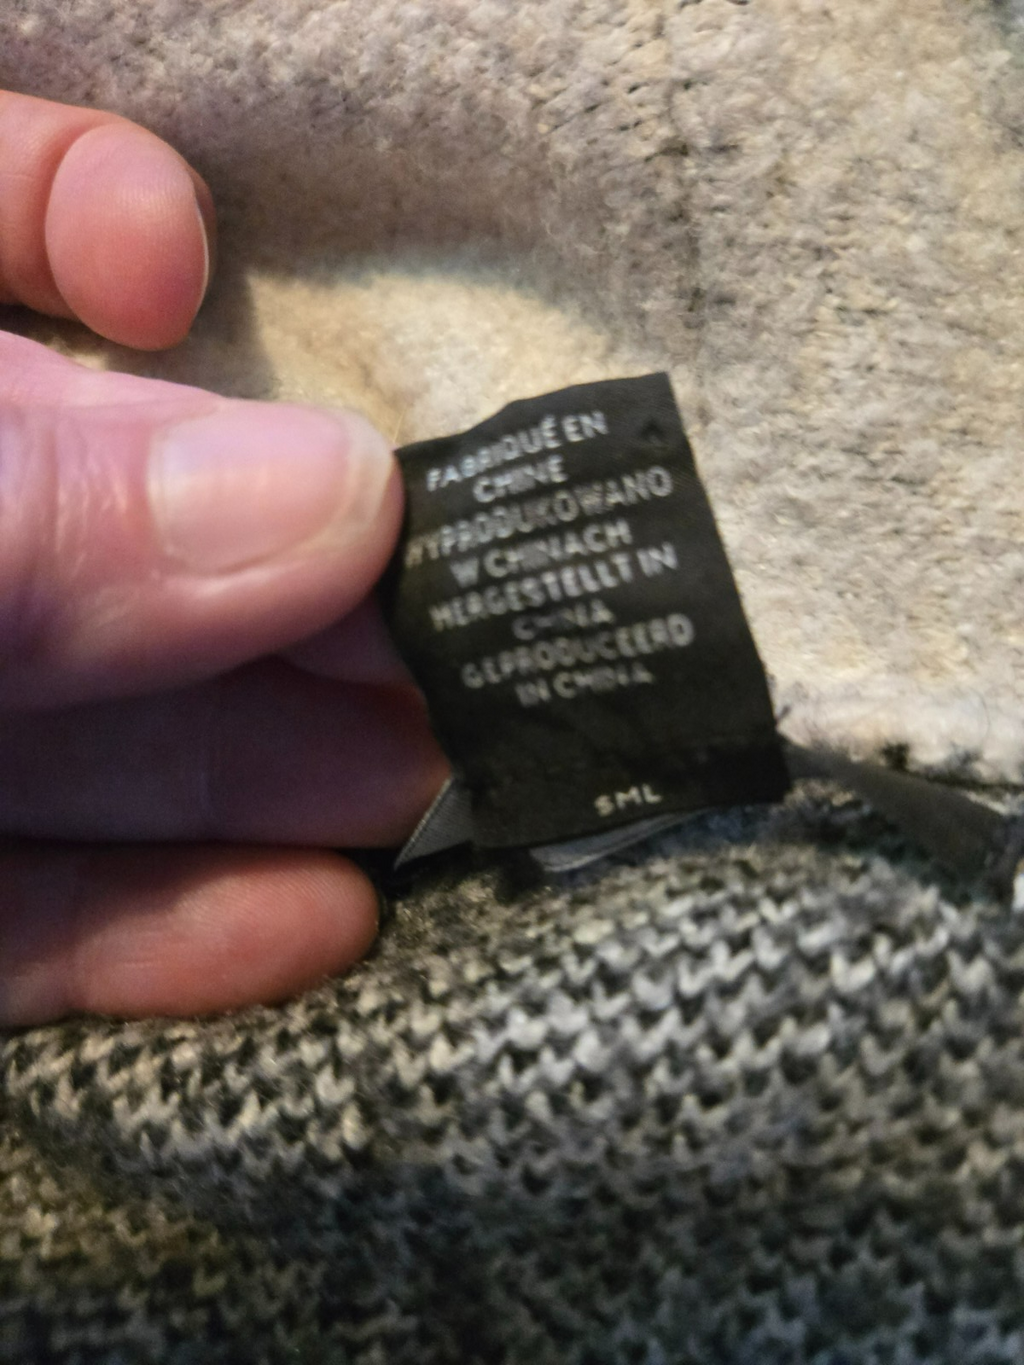 FABRIQUÉ EN
CHINE
WYPRODUKOWANO
W CHINACH
HERGESTELLT IN
CHINA
GEPRODUCEERD
IN CHINA
SML